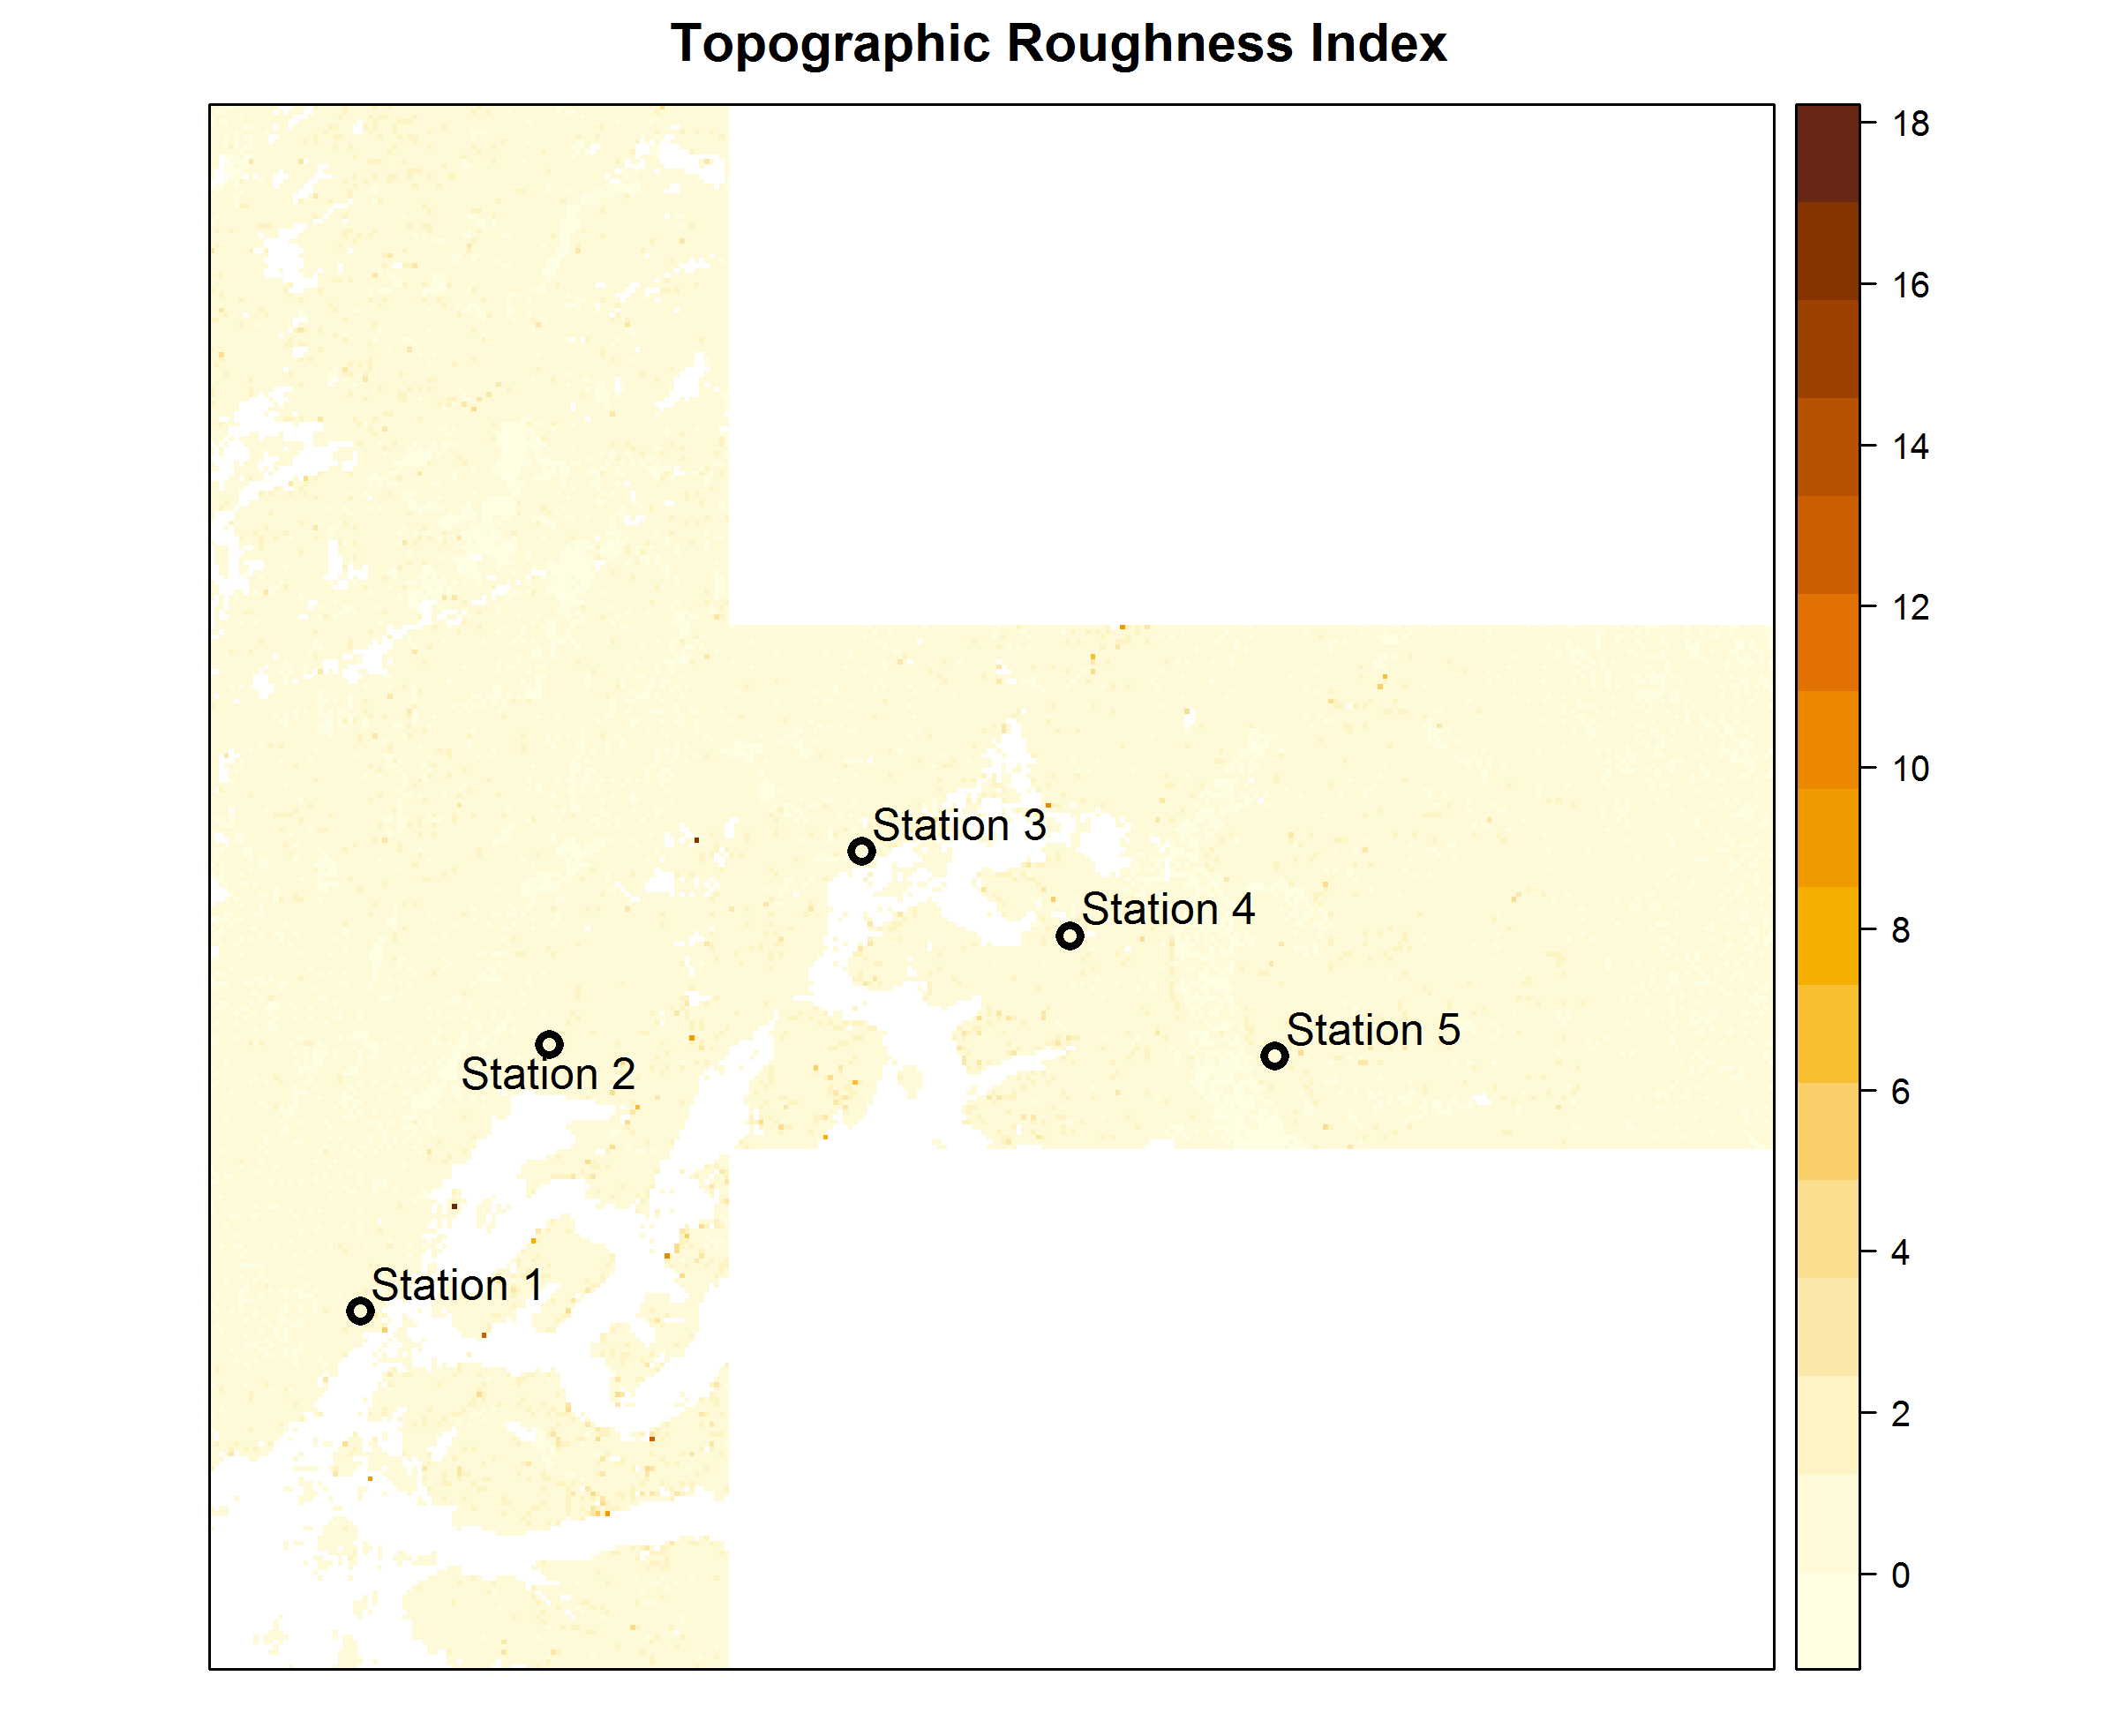 Topographic Roughness Index
18
16
14
12
10
8
6
4
2
0
Station 3
Station 4
Station 5
Station 2
Station 1